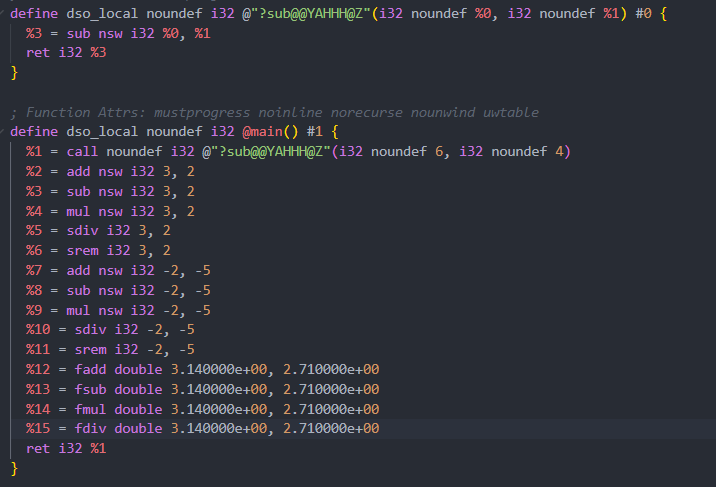 define dso_local noundef i32 @"?sub@@YAHHH@Z"(i32 noundef %0, i32 noundef %1) #0 {
  %3 = sub nsw i32 %0, %1
  ret i32 %3
}

; Function Attrs: mustprogress noinline norecurse nounwind uwtable
define dso_local noundef i32 @main() #1 {
  %1 = call noundef i32 @"?sub@@YAHHH@Z"(i32 noundef 6, i32 noundef 4)
  %2 = add nsw i32 3, 2
  %3 = sub nsw i32 3, 2
  %4 = mul nsw i32 3, 2
  %5 = sdiv i32 3, 2
  %6 = srem i32 3, 2
  %7 = add nsw i32 -2, -5
  %8 = sub nsw i32 -2, -5
  %9 = mul nsw i32 -2, -5
  %10 = sdiv i32 -2, -5
  %11 = srem i32 -2, -5
  %12 = fadd double 3.140000e+00, 2.710000e+00
  %13 = fsub double 3.140000e+00, 2.710000e+00
  %14 = fmul double 3.140000e+00, 2.710000e+00
  %15 = fdiv double 3.140000e+00, 2.710000e+00
  ret i32 %1
}